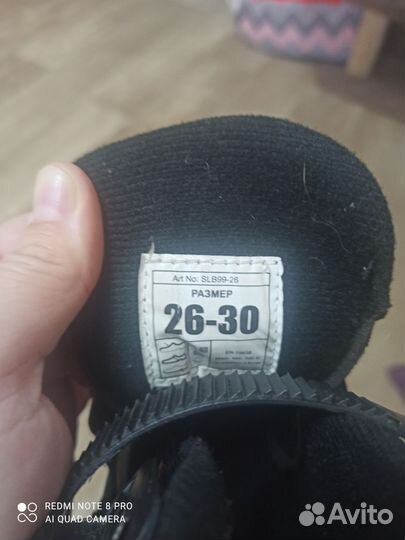 Art No: SLB99-26
РАЗМЕР
26-30
REDMI NOTE 8 PRO
AI QUAD CAMERA
Avito